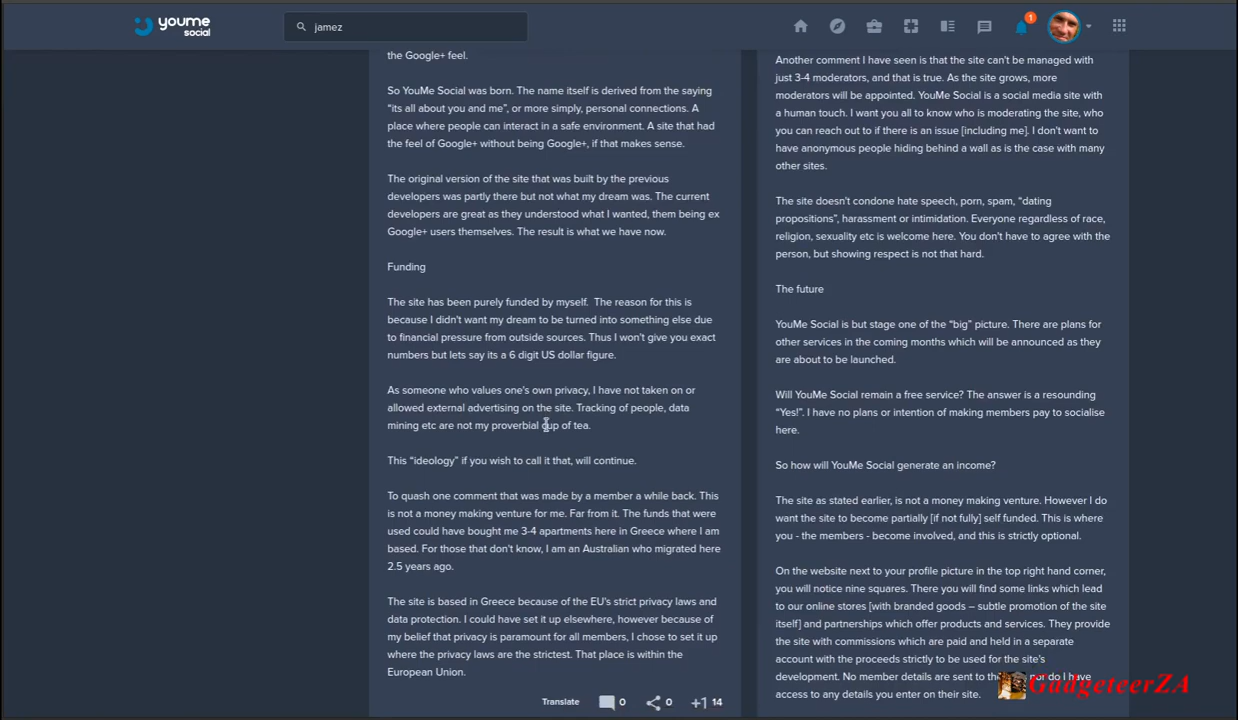 youme
social
jamez
1
the Google+ feel.
So YouMe Social was born. The name itself is derived from the saying
“its all about you and me”, or more simply, personal connections. A
place where people can interact in a safe environment. A site that had
the feel of Google+ without being Google+, if that makes sense.
The original version of the site that was built by the previous
developers was partly there but not what my dream was. The current
developers are great as they understood what I wanted, them being ex
Google+ users themselves. The result is what we have now.
Funding
The site has been purely funded by myself.  The reason for this is
because I didn't want my dream to be turned into something else due
to financial pressure from outside sources. Thus I won't give you exact
numbers but lets say its a 6 digit US dollar figure.
As someone who values one's own privacy, I have not taken on or
allowed external advertising on the site. Tracking of people, data
mining etc are not my proverbial cup of tea.
This “ideology” if you wish to call it that, will continue.
To quash one comment that was made by a member a while back. This
is not a money making venture for me. Far from it. The funds that were
used could have bought me 3-4 apartments here in Greece where I am
based. For those that don't know, I am an Australian who migrated here
2.5 years ago.
The site is based in Greece because of the EU's strict privacy laws and
data protection. I could have set it up elsewhere, however because of
my belief that privacy is paramount for all members, I chose to set it up
where the privacy laws are the strictest. That place is within the
European Union.
Translate 0 0 +1 14
Another comment I have seen is that the site can't be managed with
just 3-4 moderators, and that is true. As the site grows, more
moderators will be appointed. YouMe Social is a social media site with
a human touch. I want you all to know who is moderating the site, who
you can reach out to if there is an issue [including me]. I don't want to
have anonymous people hiding behind a wall as is the case with many
other sites.
The site doesn't condone hate speech, porn, spam, “dating
propositions”, harassment or intimidation. Everyone regardless of race,
religion, sexuality etc is welcome here. You don't have to agree with the
person, but showing respect is not that hard.
The future
YouMe Social is but stage one of the “big” picture. There are plans for
other services in the coming months which will be announced as they
are about to be launched.
Will YouMe Social remain a free service? The answer is a resounding
“Yes!”. I have no plans or intention of making members pay to socialise
here.
So how will YouMe Social generate an income?
The site as stated earlier, is not a money making venture. However I do
want the site to become partially [if not fully] self funded. This is where
you - the members - become involved, and this is strictly optional.
On the website next to your profile picture in the top right hand corner,
you will notice nine squares. There you will find some links which lead
to our online stores [with branded goods – subtle promotion of the site
itself] and partnerships which offer products and services. They provide
the site with commissions which are paid and held in a separate
account with the proceeds strictly to be used for the site's
development. No member details are sent to nor do I have
access to any details you enter on their site.
GadgeteerZA